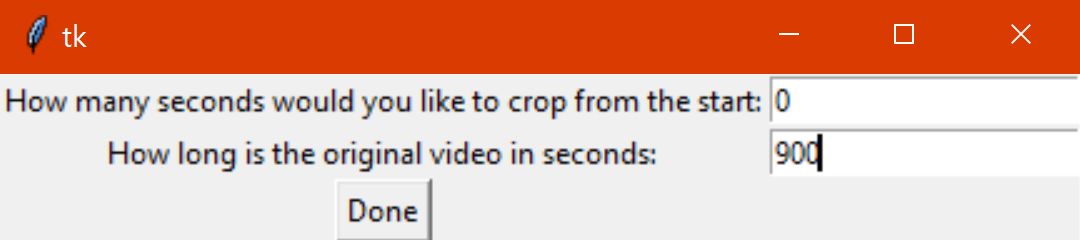 tk
How many seconds would you like to crop from the start: 0
How long is the original video in seconds: 900
Done